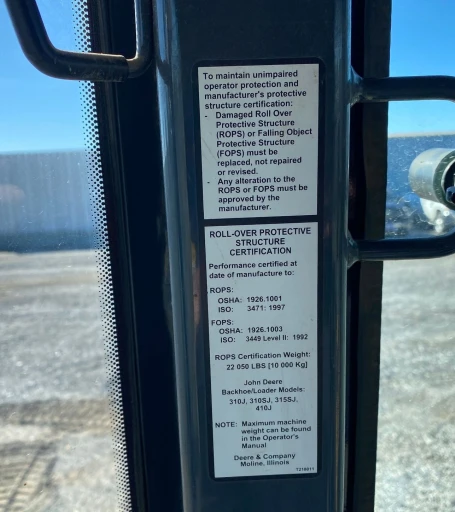 To maintain unimpaired
operator protection and
manufacturer's protective
structure certification:
- Damaged Roll Over
Protective Structure
(ROPS) or Falling Object
Protective Structure
(FOPS) must be
replaced, not repaired
or revised.
- Any alteration to the
ROPS or FOPS must be
approved by the
manufacturer.
ROLL-OVER PROTECTIVE
STRUCTURE
CERTIFICATION
Performance certified at
date of manufacture to:
ROPS:
OSHA: 1926.1001
ISO: 3471: 1997
FOPS:
OSHA: 1926.1003
ISO: 3449 Level II: 1992
ROPS Certification Weight:
22 050 LBS [10 000 Kg]
John Deere
Backhoe/Loader Models:
310J, 310SJ, 315SJ,
410J
NOTE: Maximum machine
weight can be found
in the Operator's
Manual
Deere & Company
Moline, Illinois